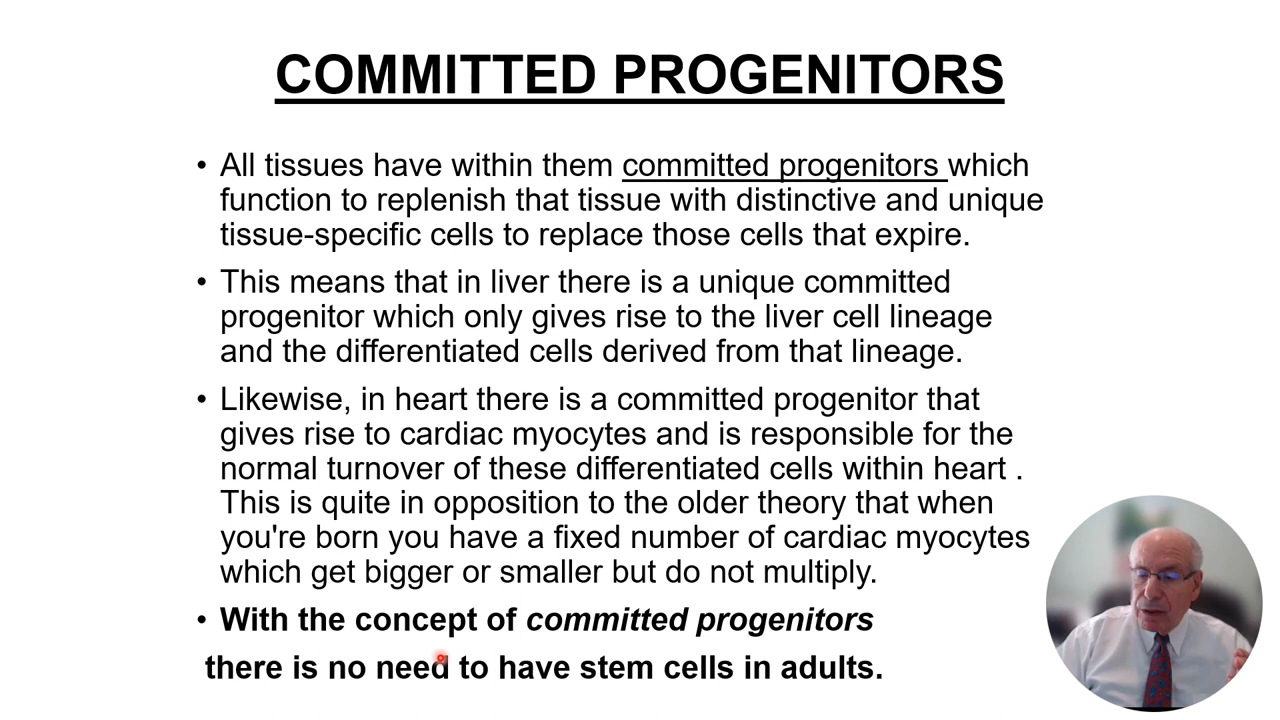 COMMITTED PROGENITORS
• All tissues have within them committed progenitors which
function to replenish that tissue with distinctive and unique
tissue-specific cells to replace those cells that expire.
• This means that in liver there is a unique committed
progenitor which only gives rise to the liver cell lineage
and the differentiated cells derived from that lineage.
• Likewise, in heart there is a committed progenitor that
gives rise to cardiac myocytes and is responsible for the
normal turnover of these differentiated cells within heart .
This is quite in opposition to the older theory that when
you're born you have a fixed number of cardiac myocytes
which get bigger or smaller but do not multiply.
• With the concept of committed progenitors
there is no need to have stem cells in adults.